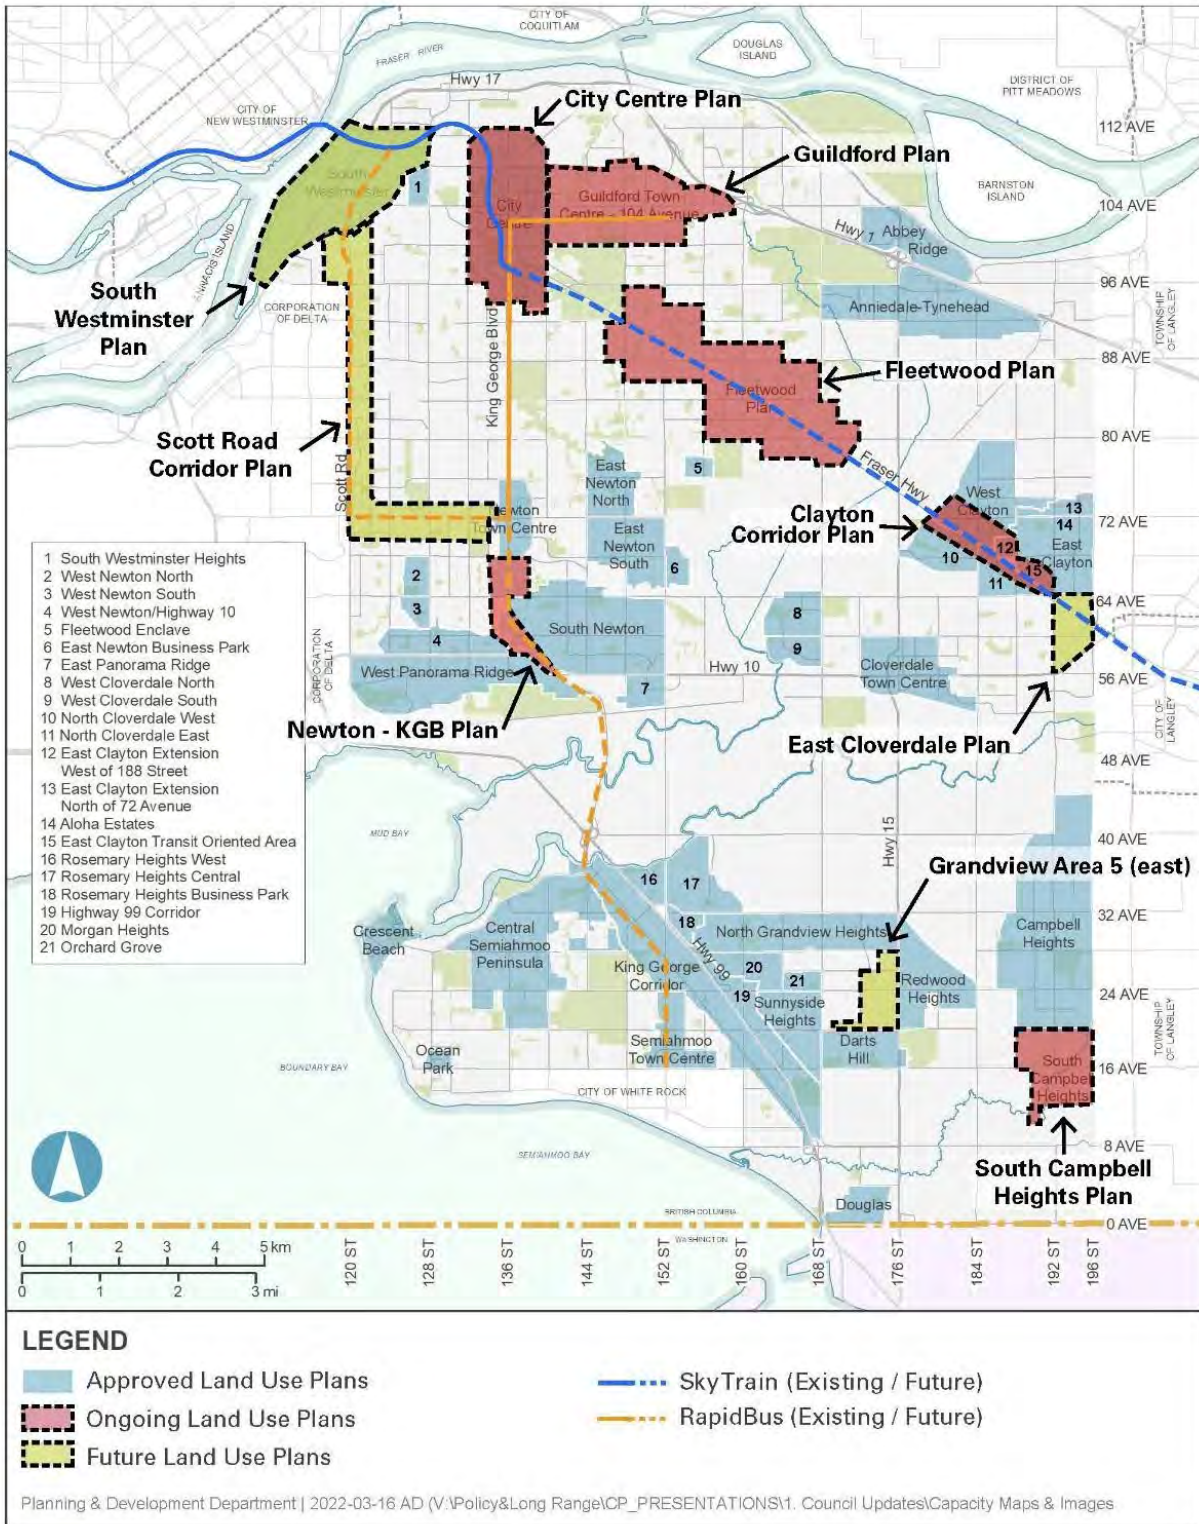 CITY OF
COQUITLAM
FRASER RIVER
DOUGLAS
ISLAND
Hwy 17
DISTRICT OF
PITT MEADOWS
CITY OF
NEW WESTMINSTER
City Centre Plan
112 AVE
Guildford Plan
South
Westminster
1
City
Centre
Guildford Town
Centre - 104 Avenue
BARNSTON
ISLAND
104 AVE
Hwy 1
Abbey
Ridge
ANNACIS ISLAND
South
Westminster
Plan
CORPORATION
OF DELTA
96 AVE
Anniedale-Tynehead
TOWNSHIP
OF LANGLEY
King George Blvd
88 AVE
Fleetwood Plan
Fleetwood
Plan
Scott Road
Corridor Plan
Scott Rd
80 AVE
East
Newton
North
5
Fraser Hwy
West
Clayton
13
14
Newton
Town Centre
Clayton
Corridor Plan
72 AVE
East
Newton
South
12
East
Clayton
10
15
11
6
2
3
64 AVE
8
South Newton
9
4
CORPORATION
OF DELTA
West Panorama Ridge
Hwy 10
Cloverdale
Town Centre
7
56 AVE
CITY OF
LANGLEY
Newton - KGB Plan
East Cloverdale Plan
48 AVE
1 South Westminster Heights
2 West Newton North
3 West Newton South
4 West Newton/Highway 10
5 Fleetwood Enclave
6 East Newton Business Park
7 East Panorama Ridge
8 West Cloverdale North
9 West Cloverdale South
10 North Cloverdale West
11 North Cloverdale East
12 East Clayton Extension
West of 188 Street
13 East Clayton Extension
North of 72 Avenue
14 Aloha Estates
15 East Clayton Transit Oriented Area
16 Rosemary Heights West
17 Rosemary Heights Central
18 Rosemary Heights Business Park
19 Highway 99 Corridor
20 Morgan Heights
21 Orchard Grove
MUD BAY
Hwy 15
40 AVE
Grandview Area 5 (east)
16
17
18
32 AVE
Crescent
Beach
Central
Semiahmoo
Peninsula
North Grandview Heights
Campbell
Heights
King George
Corridor
Hwy 99
20
21
19
Sunnyside
Heights
Redwood
Heights
24 AVE
TOWNSHIP
OF LANGLEY
Ocean
Park
Semiahmoo
Town Centre
Darts
Hill
South
Campbell
Heights
16 AVE
BOUNDARY BAY
CITY OF WHITE ROCK
8 AVE
SEMIAHMOO BAY
South Campbell
Heights Plan
Douglas
BRITISH COLUMBIA
WASHINGTON
0 AVE
0 1 2 3 4 5 km
0 1 2 3 mi
120 ST
128 ST
136 ST
144 ST
152 ST
160 ST
168 ST
176 ST
184 ST
192 ST
196 ST
LEGEND
Approved Land Use Plans
Ongoing Land Use Plans
Future Land Use Plans
SkyTrain (Existing / Future)
RapidBus (Existing / Future)
Planning & Development Department | 2022-03-16 AD (V:\Policy&Long Range\CP_PRESENTATIONS\1. Council Updates\Capacity Maps & Images